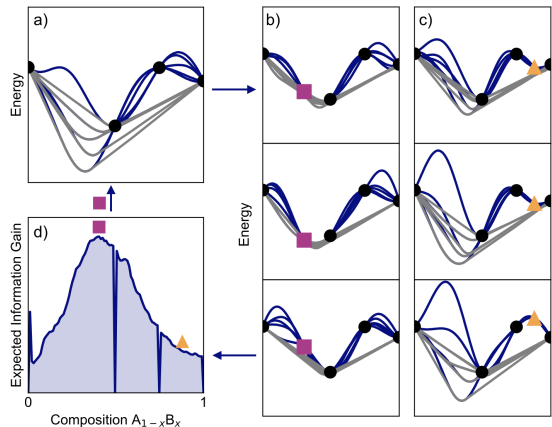 a)
b)
c)
Energy
Energy
d)
Expected Information Gain
0
1
Composition A₁₋ₓBₓ